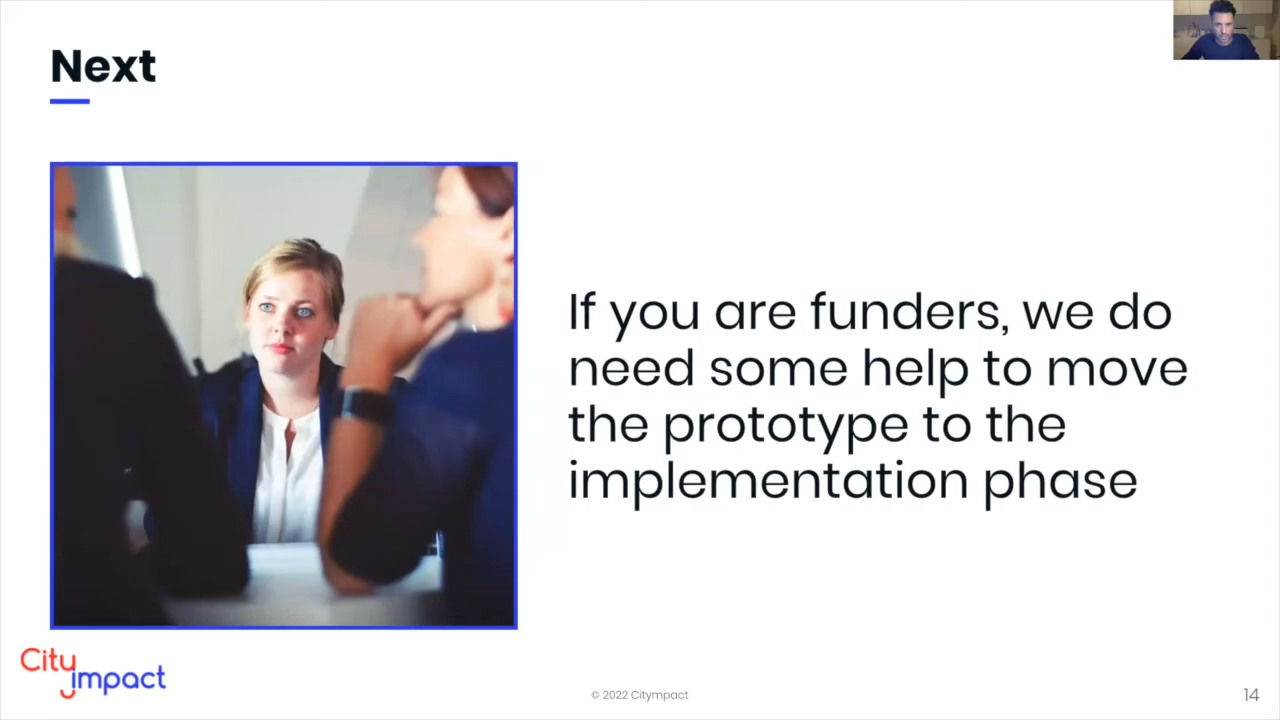 Next
If you are funders, we do
need some help to move
the prototype to the
implementation phase
City
impact
© 2022 Citympact
14